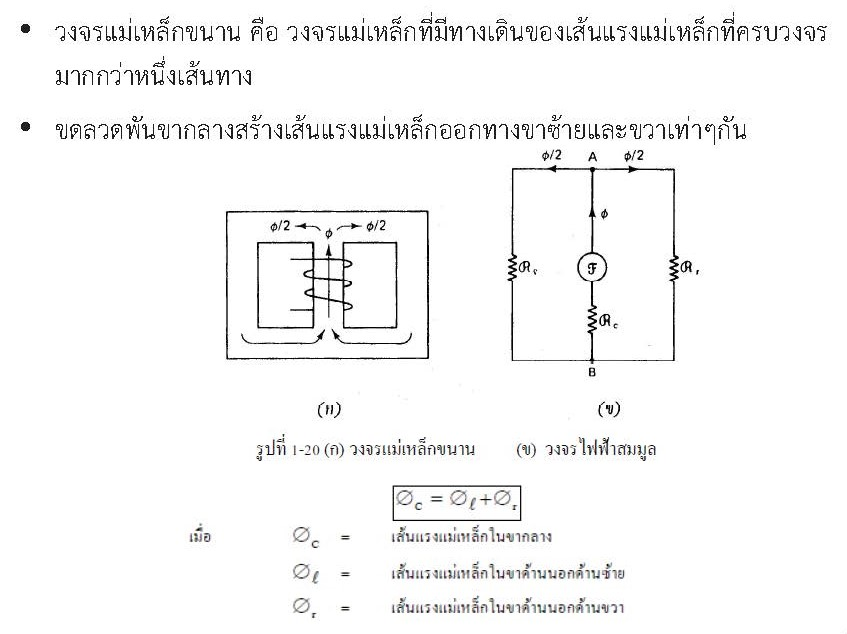 • วงจรแม่เหล็กขนาน คือ วงจรแม่เหล็กที่มีทางเดินของเส้นแรงแม่เหล็กที่ครบวงจร
มากกว่าหนึ่งเส้นทาง
• ขดลวดพันขากลางสร้างเส้นแรงแม่เหล็กออกทางขาซ้ายและขวาเท่าๆกัน
ϕ/2 A ϕ/2
ϕ/2 ϕ ϕ/2
ϕ
ℛℓ ℱ ℛr
ℛc
B
(ก) (ข)
รูปที่ 1-20 (ก) วงจรแม่เหล็กขนาน (ข) วงจรไฟฟ้าสมมูล
∅c = ∅ℓ+∅r
เมื่อ ∅c = เส้นแรงแม่เหล็กในขากลาง
∅ℓ = เส้นแรงแม่เหล็กในขาด้านนอกด้านซ้าย
∅r = เส้นแรงแม่เหล็กในขาด้านนอกด้านขวา